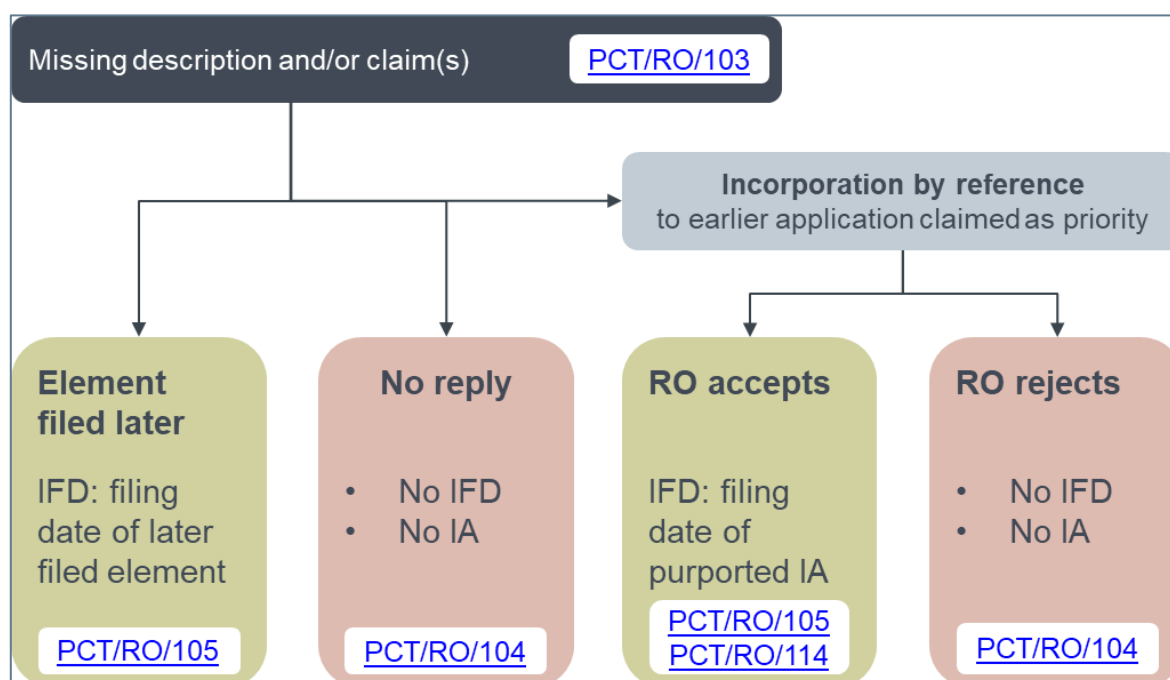 Missing description and/or claim(s) PCT/RO/103
Incorporation by reference
to earlier application claimed as priority
Element
filed later
IFD: filing
date of later
filed element
PCT/RO/105
No reply
• No IFD
• No IA
PCT/RO/104
RO accepts
IFD: filing
date of
purported IA
PCT/RO/105
PCT/RO/114
RO rejects
• No IFD
• No IA
PCT/RO/104